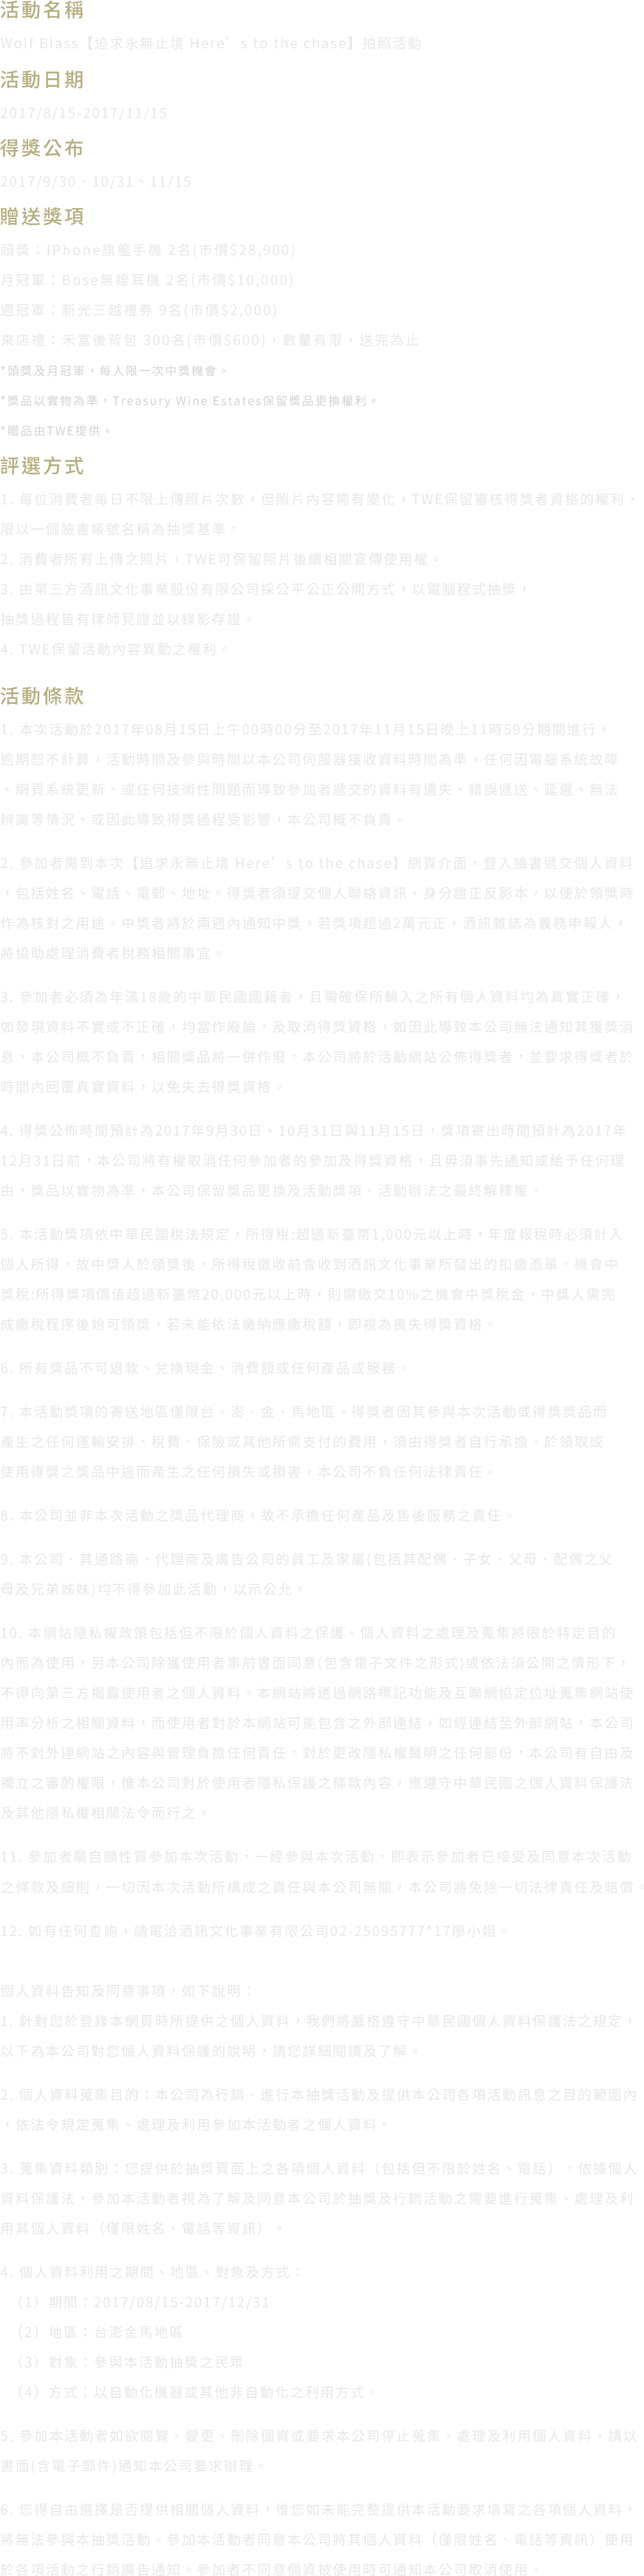 活動名稱
Wolf Blass【追求永無止境 Here’s to the chase】拍照活動
活動日期
2017/8/15-2017/11/15
得獎公布
2017/9/30、10/31、11/15
贈送獎項
頭獎：IPhone旗艦手機 2名(市價$28,900)
月冠軍：Bose無線耳機 2名(市價$10,000)
週冠軍：新光三越禮券 9名(市價$2,000)
來店禮：禾富後背包 300名(市價$600)，數量有限，送完為止
*頭獎及月冠軍，每人限一次中獎機會。
*獎品以實物為準，Treasury Wine Estates保留獎品更換權利。
*贈品由TWE提供。
評選方式
1. 每位消費者每日不限上傳照片次數，但照片內容需有變化，TWE保留審核得獎者資格的權利，
限以一個臉書帳號名稱為抽獎基準。
2. 消費者所有上傳之照片，TWE可保留照片後續相關宣傳使用權。
3. 由第三方酒訊文化事業股份有限公司採公平公正公開方式，以電腦程式抽獎，
抽獎過程皆有律師見證並以錄影存證。
4. TWE保留活動內容異動之權利。
活動條款
1. 本次活動於2017年08月15日上午00時00分至2017年11月15日晚上11時59分期間進行，
逾期恕不計算，活動時間及參與時間以本公司伺服器接收資料時間為準，任何因電腦系統故障
、網頁系統更新、或任何技術性問題而導致參加者遞交的資料有遺失、錯誤遞送、延遲、無法
辨識等情況、或因此導致得獎過程受影響，本公司概不負責。
2. 參加者需到本次【追求永無止境 Here’s to the chase】網頁介面，登入臉書遞交個人資料
，包括姓名、電話、電郵、地址。得獎者須提交個人聯絡資訊、身分證正反影本，以便於領獎時
作為核對之用途。中獎者將於兩週內通知中獎，若獎項超過2萬元正，酒訊雜誌為義務申報人，
將協助處理消費者稅務相關事宜。
3. 參加者必須為年滿18歲的中華民國國籍者，且需確保所輸入之所有個人資料均為真實正確，
如發現資料不實或不正確，均當作廢論，及取消得獎資格，如因此導致本公司無法通知其獲獎消
息，本公司概不負責，相關獎品將一併作廢。本公司將於活動網站公佈得獎者，並要求得獎者於
時間內回覆真實資料，以免失去得獎資格。
4. 得獎公佈時間預計為2017年9月30日、10月31日與11月15日，獎項寄出時間預計為2017年
12月31日前，本公司將有權取消任何參加者的參加及得獎資格，且毋須事先通知或給予任何理
由，獎品以實物為準，本公司保留獎品更換及活動獎項、活動辦法之最終解釋權。
5. 本活動獎項依中華民國稅法規定，所得稅:超過新臺幣1,000元以上時，年度報稅時必須計入
個人所得，故中獎人於領獎後，所得稅徵收前會收到酒訊文化事業所發出的扣繳憑單。機會中
獎稅:所得獎項價值超過新臺幣20,000元以上時，則需繳交10%之機會中獎稅金，中獎人需完
成繳稅程序後始可領獎，若未能依法繳納應繳稅額，即視為喪失得獎資格。
6. 所有獎品不可退款、兌換現金、消費額或任何產品或服務。
7. 本活動獎項的寄送地區僅限台、澎、金、馬地區。得獎者因其參與本次活動或得獎獎品而
產生之任何運輸安排、稅費、保險或其他所需支付的費用，須由得獎者自行承擔。於領取或
使用得獎之獎品中途而產生之任何損失或損害，本公司不負任何法律責任。
8. 本公司並非本次活動之獎品代理商，故不承擔任何產品及售後服務之責任。
9. 本公司、其通路商、代理商及廣告公司的員工及家屬(包括其配偶、子女、父母、配偶之父
母及兄弟姊妹)均不得參加此活動，以示公允。
10. 本網站隱私權政策包括但不限於個人資料之保護、個人資料之處理及蒐集將限於特定目的
內而為使用，另本公司除獲使用者事前書面同意(包含電子文件之形式)或依法須公開之情形下，
不得向第三方揭露使用者之個人資料。本網站將透過網路標記功能及互聯網協定位址蒐集網站使
用率分析之相關資料，而使用者對於本網站可能包含之外部連結，如經連結至外部網站，本公司
將不對外連網站之內容與管理負擔任何責任。對於更改隱私權聲明之任何部份，本公司有自由及
獨立之審酌權限，惟本公司對於使用者隱私保護之條款內容，應遵守中華民國之個人資料保護法
及其他隱私權相關法令而行之。
11. 參加者屬自願性質參加本次活動，一經參與本次活動，即表示參加者已接受及同意本次活動
之條款及細則，一切因本次活動所構成之責任與本公司無關，本公司將免除一切法律責任及賠償。
12. 如有任何查詢，請電洽酒訊文化事業有限公司02-25095777*17廖小姐。
個人資料告知及同意事項，如下說明：
1. 針對您於登錄本網頁時所提供之個人資料，我們將嚴格遵守中華民國個人資料保護法之規定，
以下為本公司對您個人資料保護的說明，請您詳細閱讀及了解。
2. 個人資料蒐集目的：本公司為行銷、進行本抽獎活動及提供本公司各項活動訊息之目的範圍內
，依法令規定蒐集、處理及利用參加本活動者之個人資料。
3. 蒐集資料類別：您提供於抽獎頁面上之各項個人資料（包括但不限於姓名、電話）。依據個人
資料保護法，參加本活動者視為了解及同意本公司於抽獎及行銷活動之需要進行蒐集、處理及利
用其個人資料（僅限姓名、電話等資訊）。
4. 個人資料利用之期間、地區、對象及方式：
（1）期間：2017/08/15-2017/12/31
（2）地區：台澎金馬地區
（3）對象：參與本活動抽獎之民眾
（4）方式：以自動化機器或其他非自動化之利用方式。
5. 參加本活動者如欲閱覽、變更、刪除個資或要求本公司停止蒐集、處理及利用個人資料，請以
書面(含電子郵件)通知本公司要求辦理。
6. 您得自由選擇是否提供相關個人資料，惟您如未能完整提供本活動要求填寫之各項個人資料，
將無法參與本抽獎活動。參加本活動者同意本公司將其個人資料（僅限姓名、電話等資訊）使用
於各項活動之行銷廣告通知。參加者不同意個資被使用時可通知本公司取消使用。